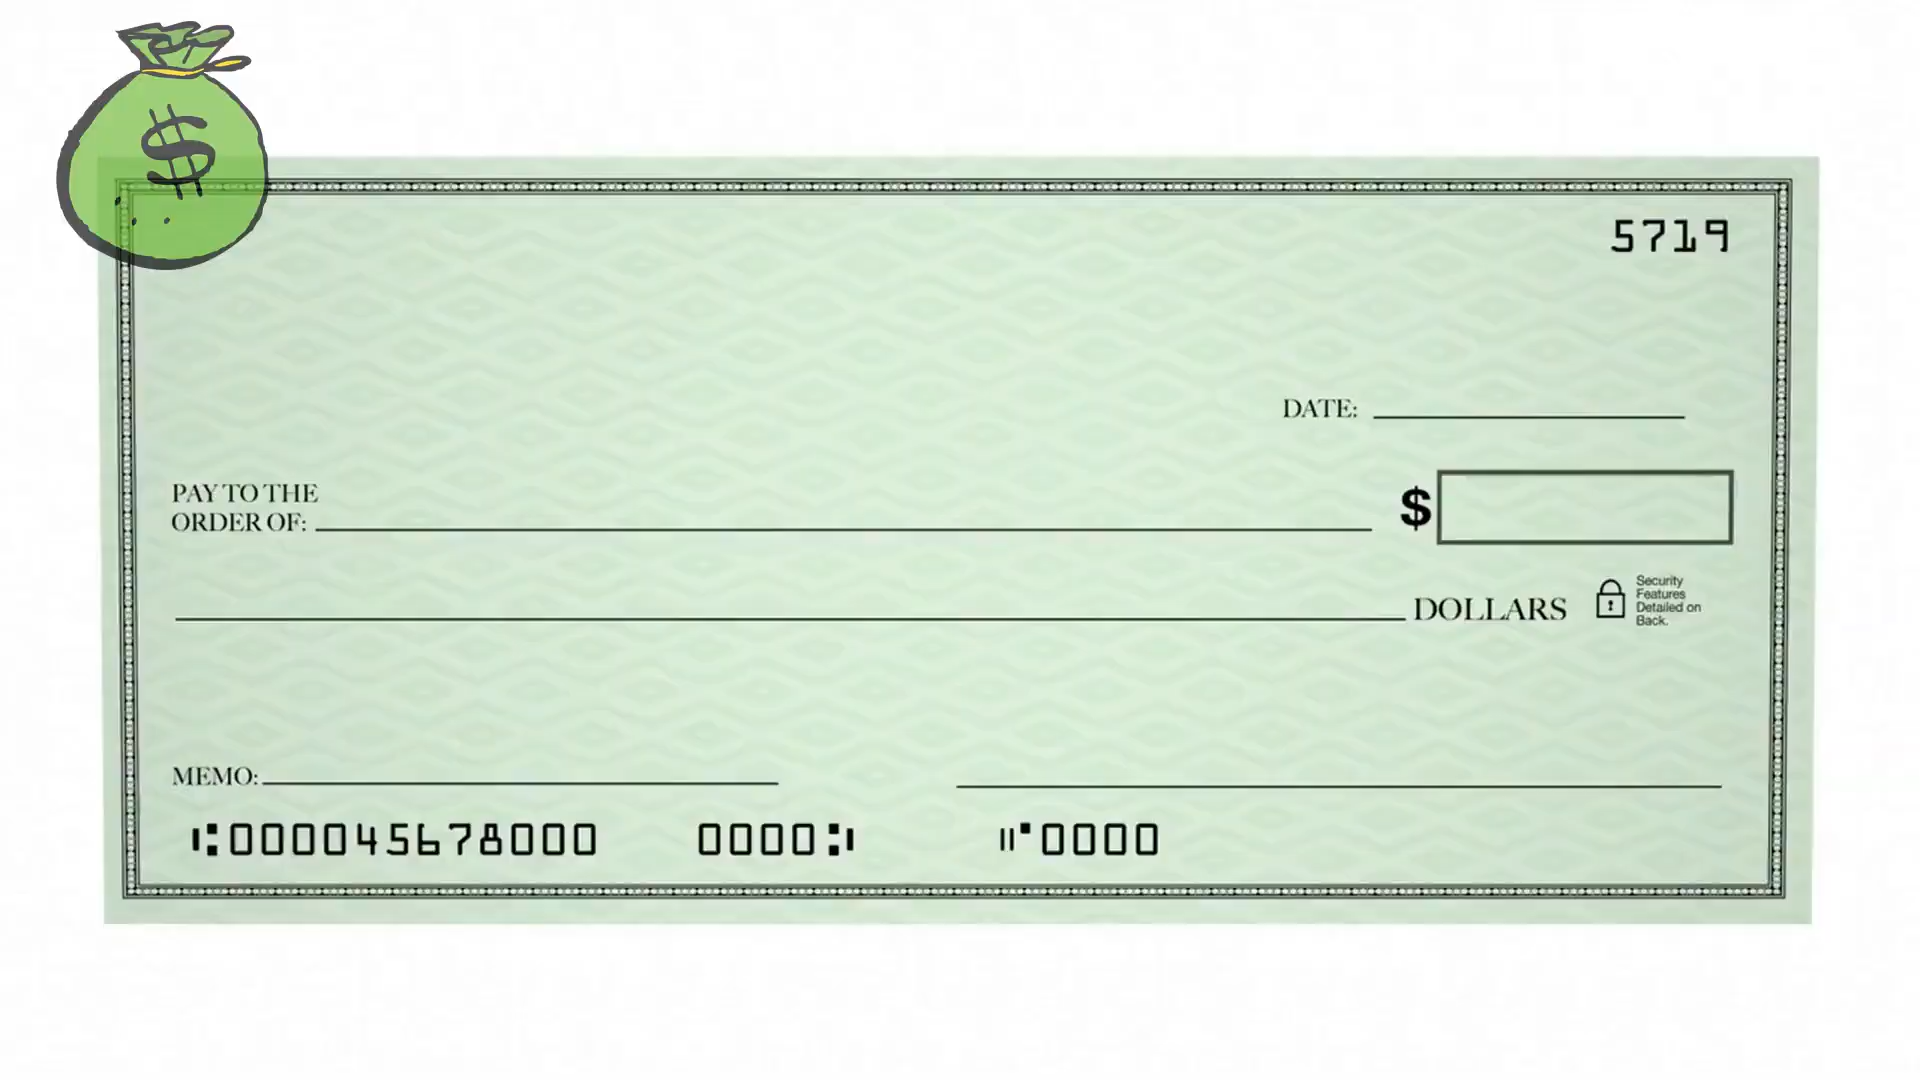 $
5719
DATE:
PAY TO THE
ORDER OF:
$
DOLLARS
Security
Features
Detailed on
Back.
MEMO:
⑆000045678000 0000⑆ ⑈0000